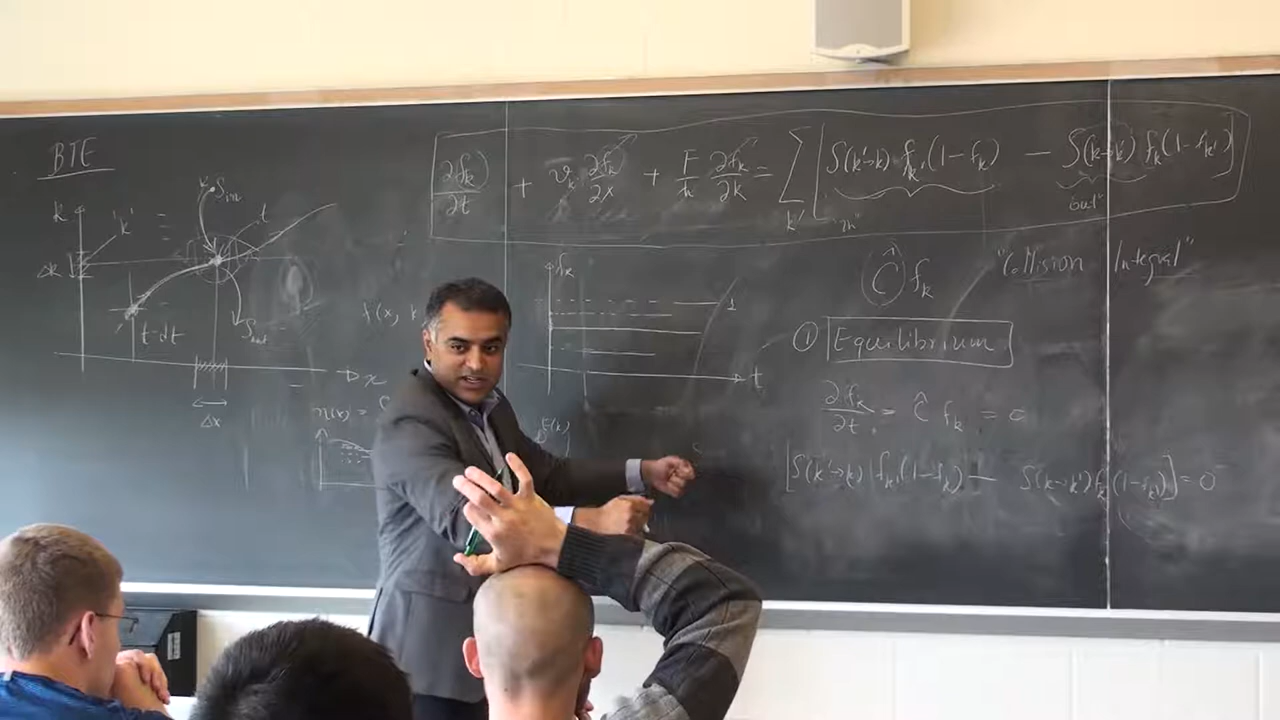 BTE
∂f_k)/∂t + v_k ∂f_k/∂x + F/ħ ∂f_k/∂k = Σ_k' [S(k'→k) f_k'(1-f_k) — S(k→k') f_k(1-f_k')]
"in"
"out"
k
k'
S_in
t
Δk
t-dt
S_out
x
Δx
n(x) =
f_k
1
t
E(k)
Ĉ f_k
"Collision Integral"
① Equilibrium
∂f_k/∂t = Ĉ f_k = 0
[S(k'→k) f_k'(1-f_k) — S(k→k') f_k(1-f_k')] = 0